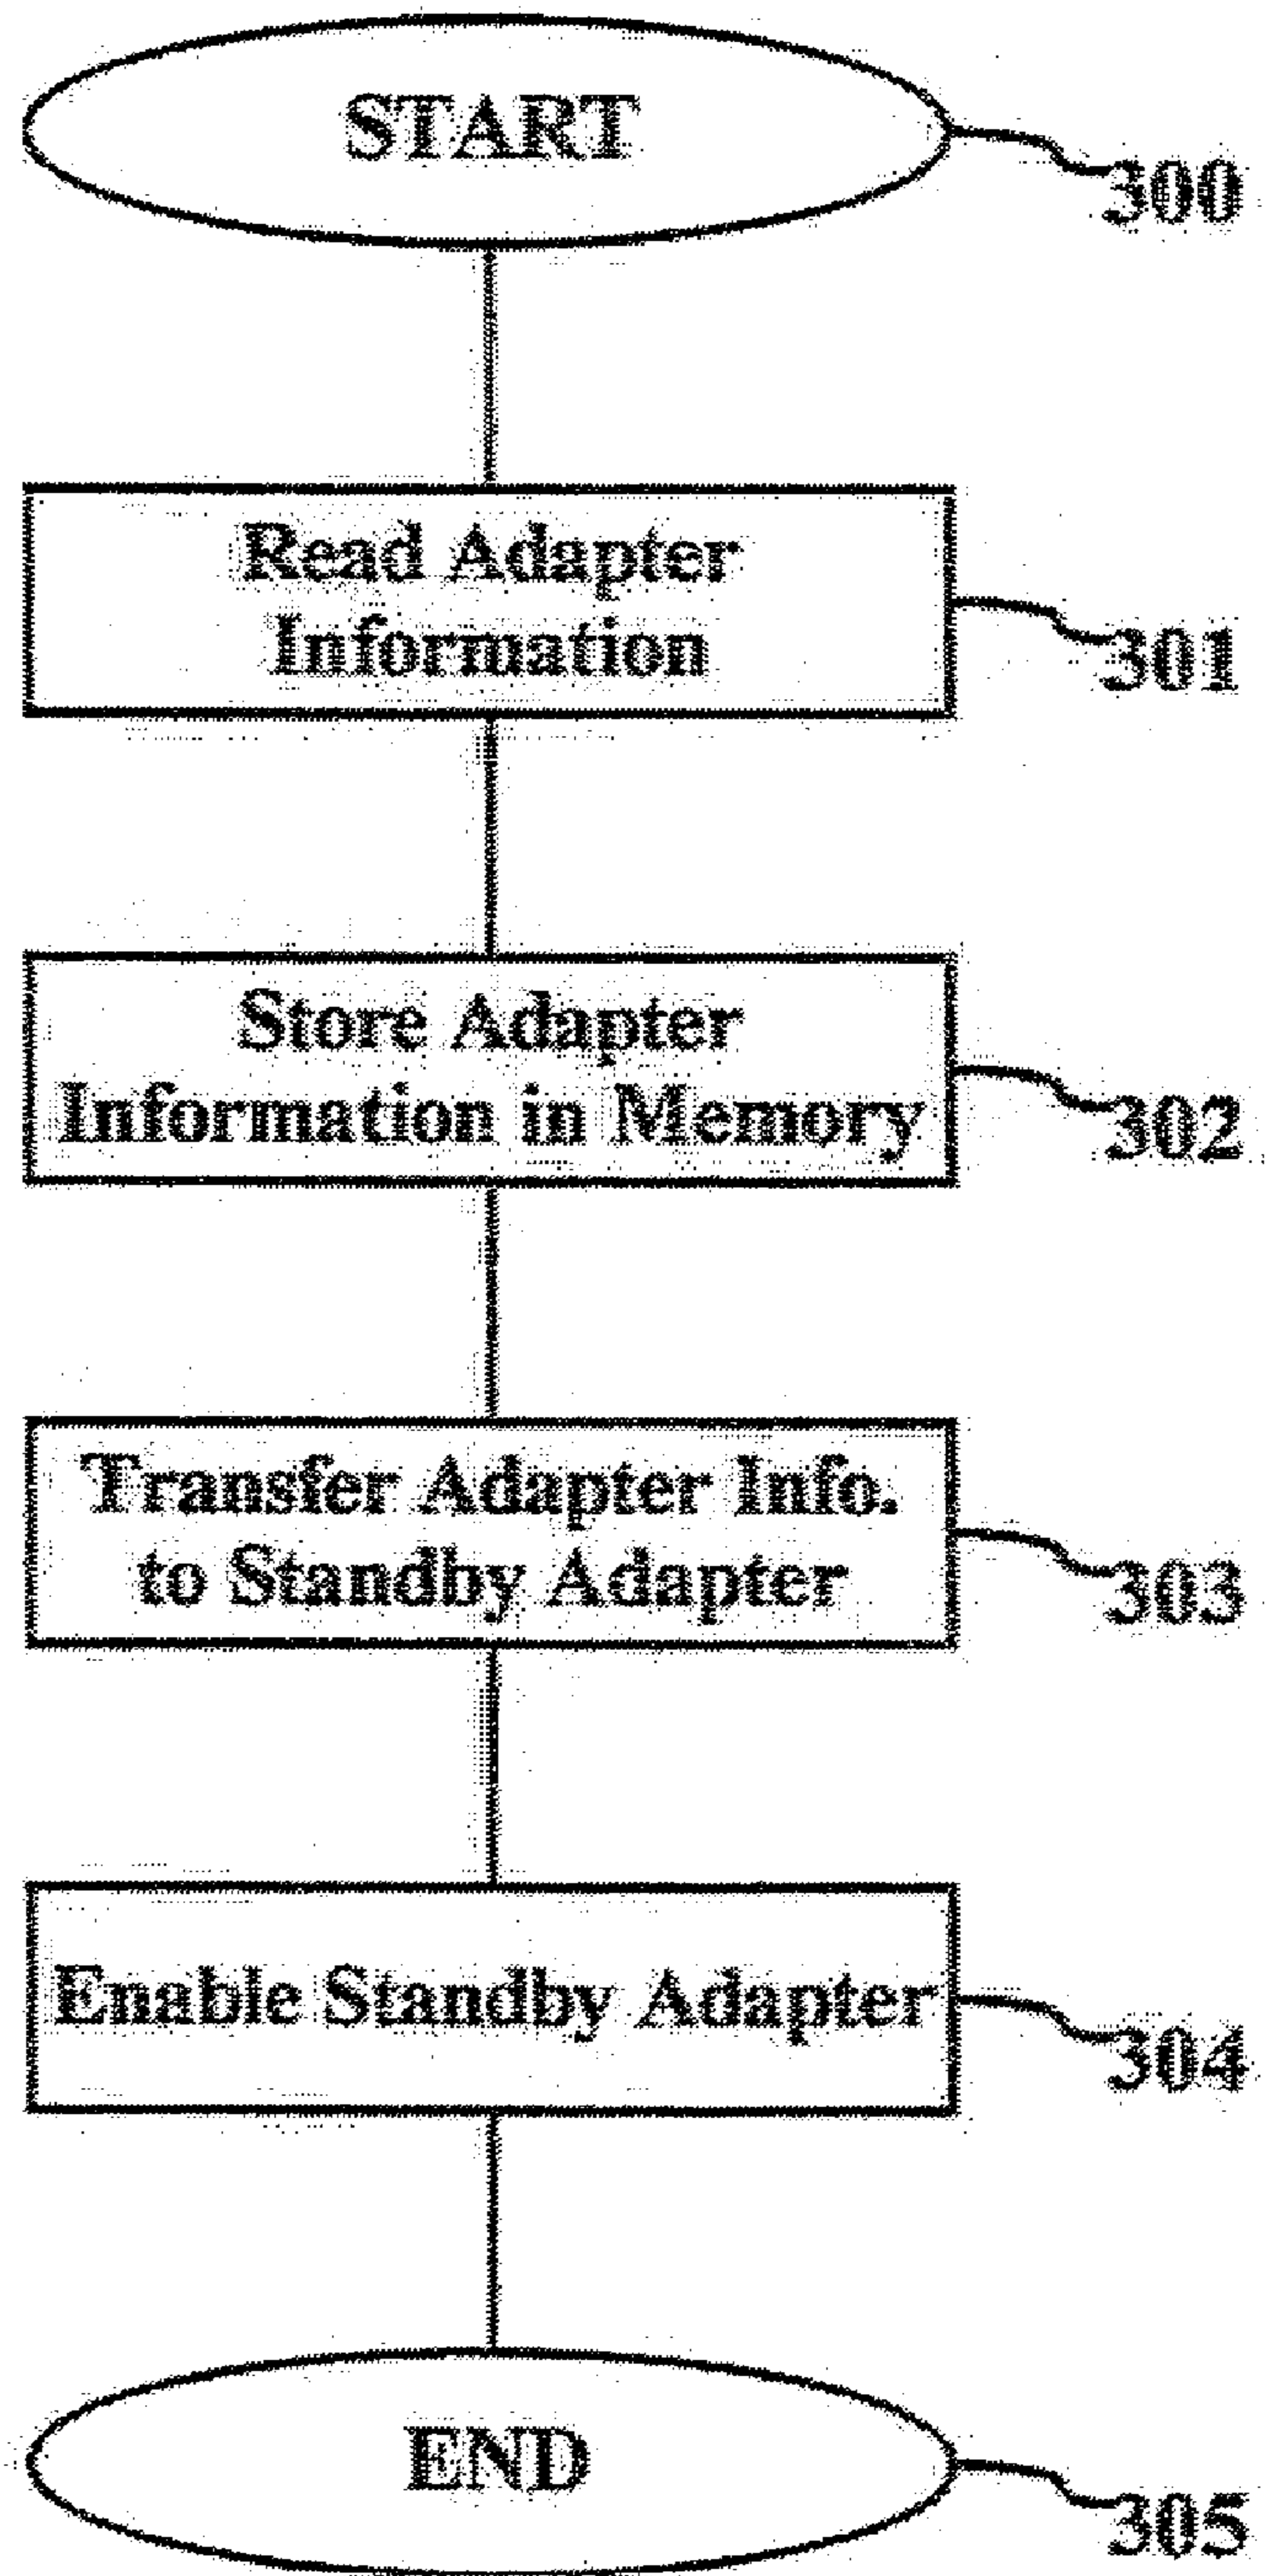 START
300
Read Adapter
Information
301
Store Adapter
Information in Memory
302
Transfer Adapter Info.
to Standby Adapter
303
Enable Standby Adapter
304
END
305